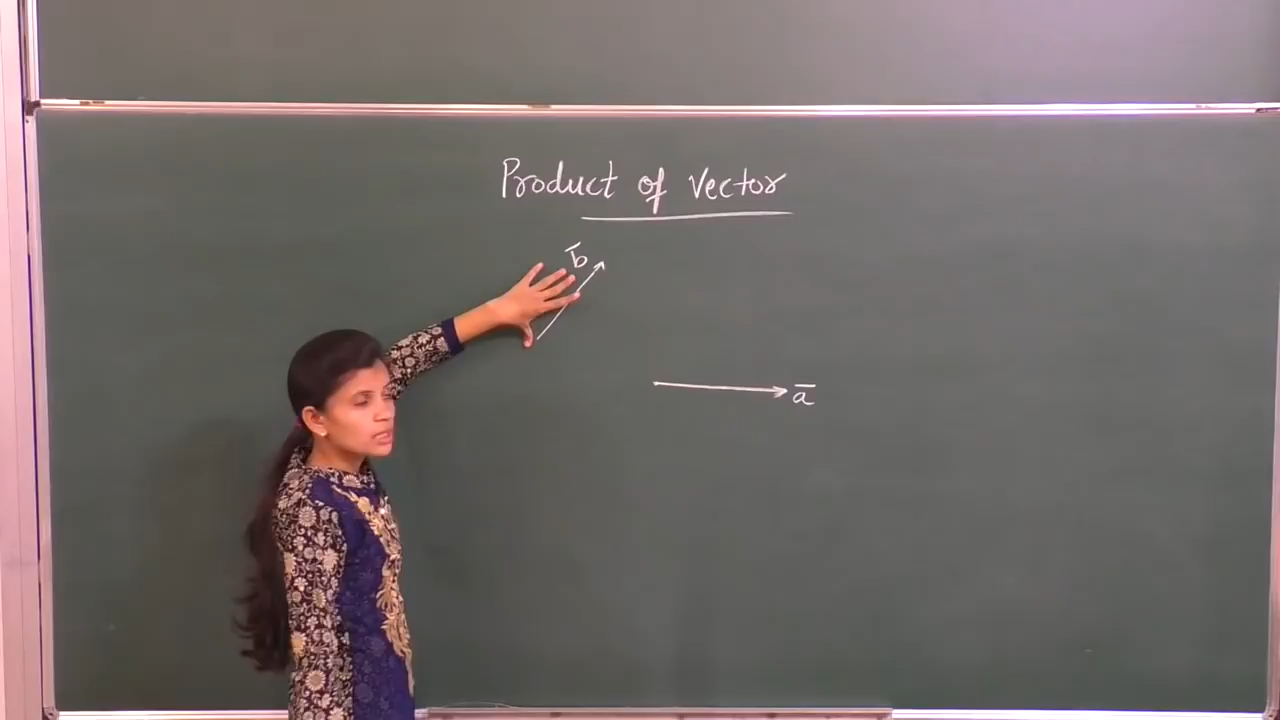 Product of Vector
b̅
a̅